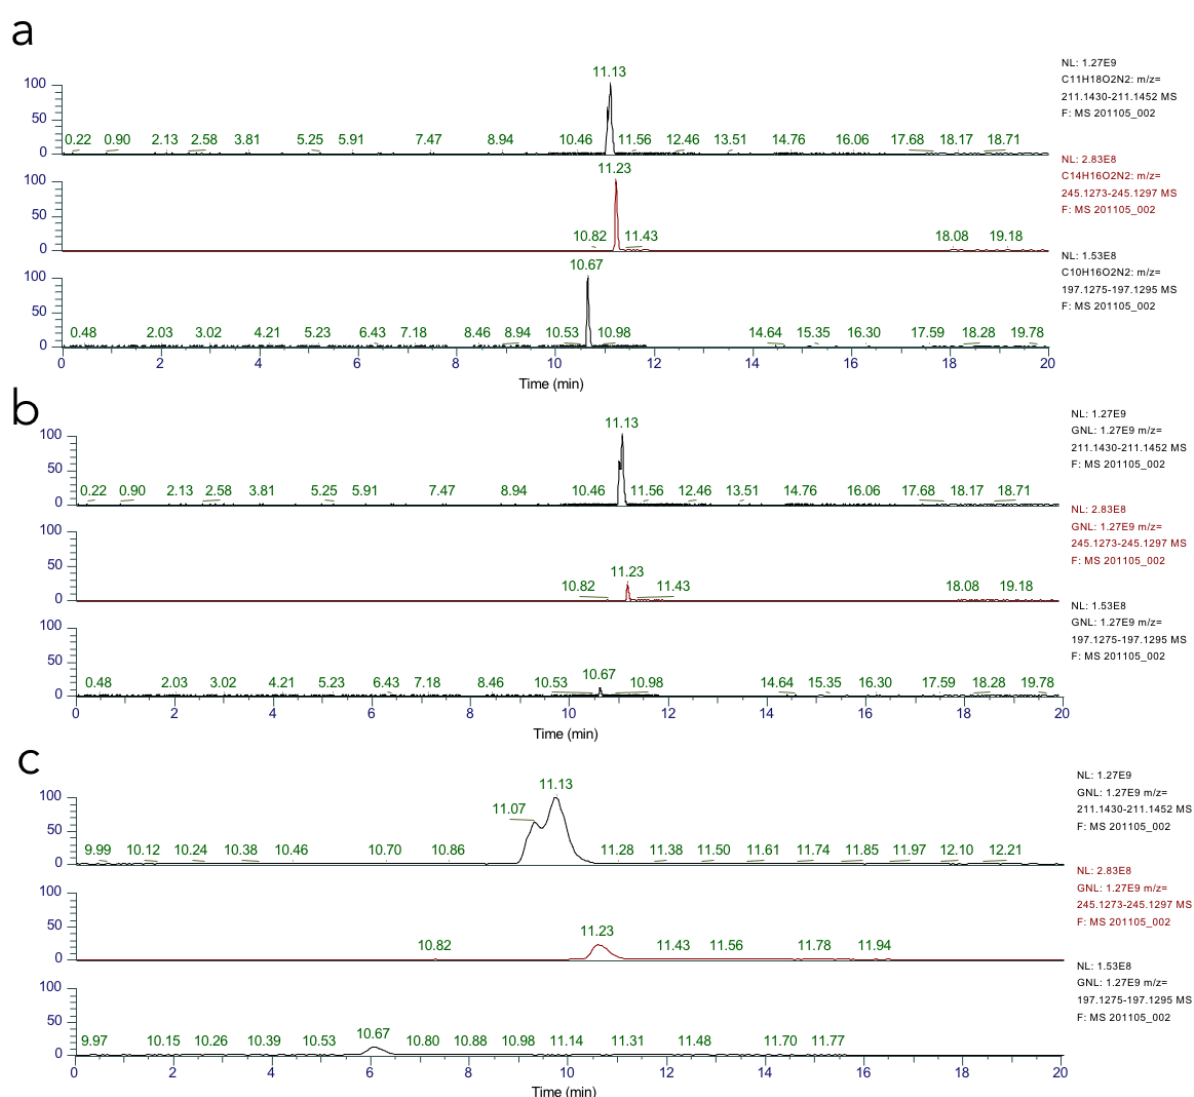 a
NL: 1.27E9
C11H18O2N2: m/z=
211.1430-211.1452 MS
F: MS 201105_002
11.13
100
50
0
0.22 0.90 2.13 2.58 3.81 5.25 5.91 7.47 8.94 10.46 11.56 12.46 13.51 14.76 16.06 17.68 18.17 18.71
NL: 2.83E8
C14H16O2N2: m/z=
245.1273-245.1297 MS
F: MS 201105_002
11.23
100
50
0
10.82 11.43 18.08 19.18
NL: 1.53E8
C10H16O2N2: m/z=
197.1275-197.1295 MS
F: MS 201105_002
10.67
100
50
0
0.48 2.03 3.02 4.21 5.23 6.43 7.18 8.46 8.94 10.53 10.98 14.64 15.35 16.30 17.59 18.28 19.78
0 2 4 6 8 10 12 14 16 18 20
Time (min)
b
NL: 1.27E9
GNL: 1.27E9 m/z=
211.1430-211.1452 MS
F: MS 201105_002
11.13
100
50
0
0.22 0.90 2.13 2.58 3.81 5.25 5.91 7.47 8.94 10.46 11.56 12.46 13.51 14.76 16.06 17.68 18.17 18.71
NL: 2.83E8
GNL: 1.27E9 m/z=
245.1273-245.1297 MS
F: MS 201105_002
11.23
100
50
0
10.82 11.43 18.08 19.18
NL: 1.53E8
GNL: 1.27E9 m/z=
197.1275-197.1295 MS
F: MS 201105_002
10.67
100
50
0
0.48 2.03 3.02 4.21 5.23 6.43 7.18 8.46 10.53 10.98 14.64 15.35 16.30 17.59 18.28 19.78
0 2 4 6 8 10 12 14 16 18 20
Time (min)
c
NL: 1.27E9
GNL: 1.27E9 m/z=
211.1430-211.1452 MS
F: MS 201105_002
11.13
11.07
100
50
0
9.99 10.12 10.24 10.38 10.46 10.70 10.86 11.28 11.38 11.50 11.61 11.74 11.85 11.97 12.10 12.21
NL: 2.83E8
GNL: 1.27E9 m/z=
245.1273-245.1297 MS
F: MS 201105_002
11.23
100
50
0
10.82 11.43 11.56 11.78 11.94
NL: 1.53E8
GNL: 1.27E9 m/z=
197.1275-197.1295 MS
F: MS 201105_002
10.67
100
50
0
9.97 10.15 10.26 10.39 10.53 10.80 10.88 10.98 11.14 11.31 11.48 11.70 11.77
0 2 4 6 8 10 12 14 16 18 20
Time (min)